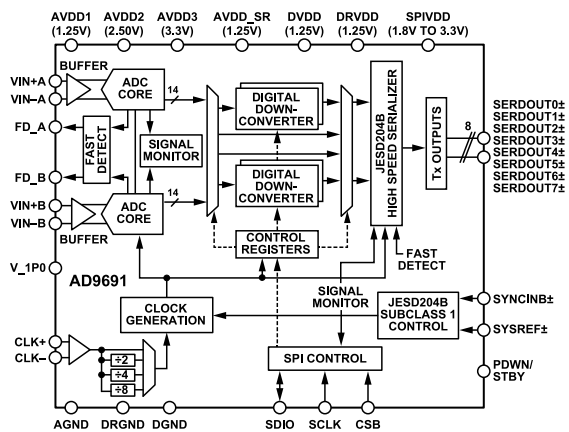 AVDD1 AVDD2 AVDD3 AVDD_SR DVDD DRVDD SPIVDD
(1.25V) (2.50V) (3.3V) (1.25V) (1.25V) (1.25V) (1.8V TO 3.3V)
BUFFER
VIN+A
VIN–A
ADC
CORE
14
FD_A
FAST
DETECT
SIGNAL
MONITOR
FD_B
VIN+B
VIN–B
BUFFER
ADC
CORE
14
DIGITAL
DOWN-
CONVERTER
DIGITAL
DOWN-
CONVERTER
JESD204B
HIGH SPEED SERIALIZER
Tx OUTPUTS
8
SERDOUT0±
SERDOUT1±
SERDOUT2±
SERDOUT3±
SERDOUT4±
SERDOUT5±
SERDOUT6±
SERDOUT7±
CONTROL
REGISTERS
FAST
DETECT
V_1P0
AD9691
CLOCK
GENERATION
SIGNAL
MONITOR
JESD204B
SUBCLASS 1
CONTROL
SYNCINB±
SYSREF±
CLK+
CLK–
÷2
÷4
÷8
SPI CONTROL
PDWN/
STBY
AGND DRGND DGND SDIO SCLK CSB